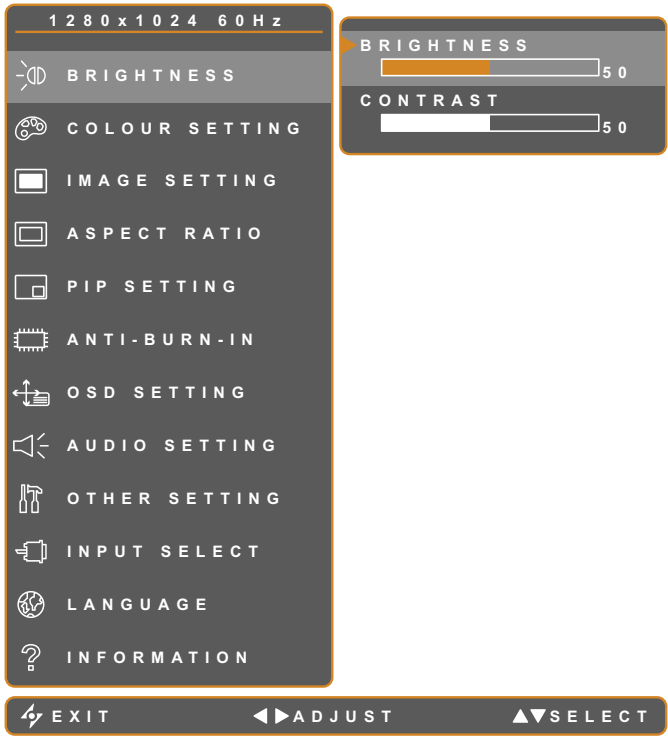 1280x1024 60Hz
BRIGHTNESS
COLOUR SETTING
IMAGE SETTING
ASPECT RATIO
PIP SETTING
ANTI-BURN-IN
OSD SETTING
AUDIO SETTING
OTHER SETTING
INPUT SELECT
LANGUAGE
INFORMATION
BRIGHTNESS
50
CONTRAST
50
EXIT ADJUST SELECT